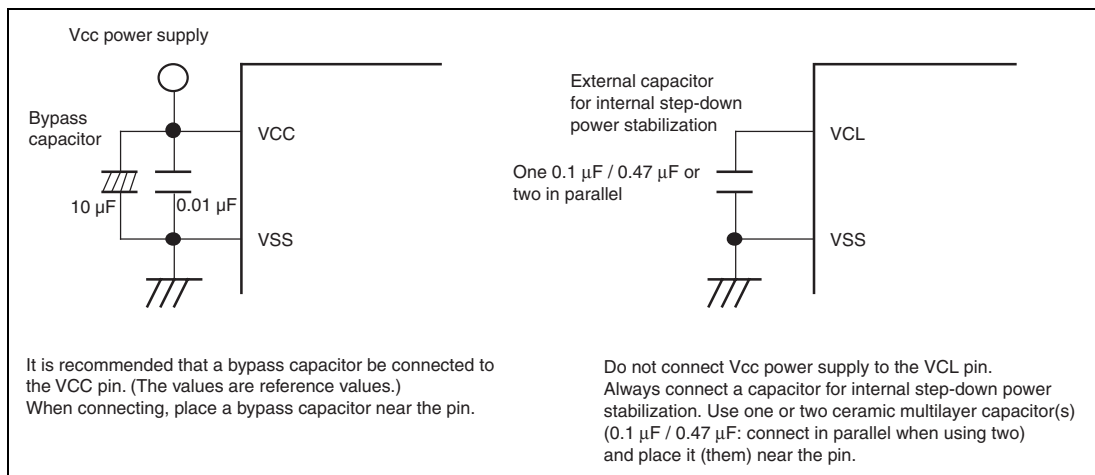 Vcc power supply
Bypass
capacitor
VCC
10 µF
0.01 µF
VSS
It is recommended that a bypass capacitor be connected to
the VCC pin. (The values are reference values.)
When connecting, place a bypass capacitor near the pin.
External capacitor
for internal step-down
power stabilization
One 0.1 µF / 0.47 µF or
two in parallel
VCL
VSS
Do not connect Vcc power supply to the VCL pin.
Always connect a capacitor for internal step-down power
stabilization. Use one or two ceramic multilayer capacitor(s)
(0.1 µF / 0.47 µF: connect in parallel when using two)
and place it (them) near the pin.